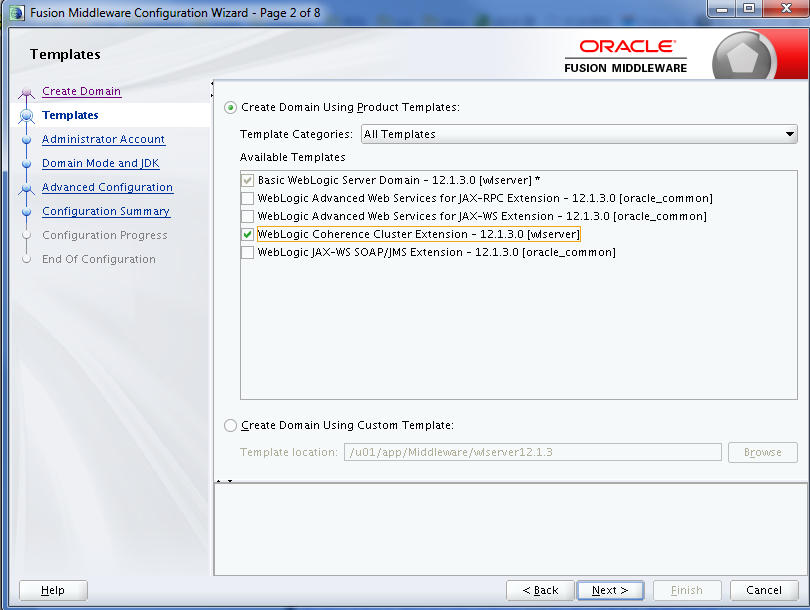 Fusion Middleware Configuration Wizard - Page 2 of 8
Templates
ORACLE®
FUSION MIDDLEWARE
Create Domain
Templates
Administrator Account
Domain Mode and JDK
Advanced Configuration
Configuration Summary
Configuration Progress
End Of Configuration
Create Domain Using Product Templates:
Template Categories: All Templates
Available Templates
Basic WebLogic Server Domain - 12.1.3.0 [wlserver] *
WebLogic Advanced Web Services for JAX-RPC Extension - 12.1.3.0 [oracle_common]
WebLogic Advanced Web Services for JAX-WS Extension - 12.1.3.0 [oracle_common]
WebLogic Coherence Cluster Extension - 12.1.3.0 [wlserver]
WebLogic JAX-WS SOAP/JMS Extension - 12.1.3.0 [oracle_common]
Create Domain Using Custom Template:
Template location: /u01/app/Middleware/wlserver12.1.3 Browse
Help < Back Next > Finish Cancel